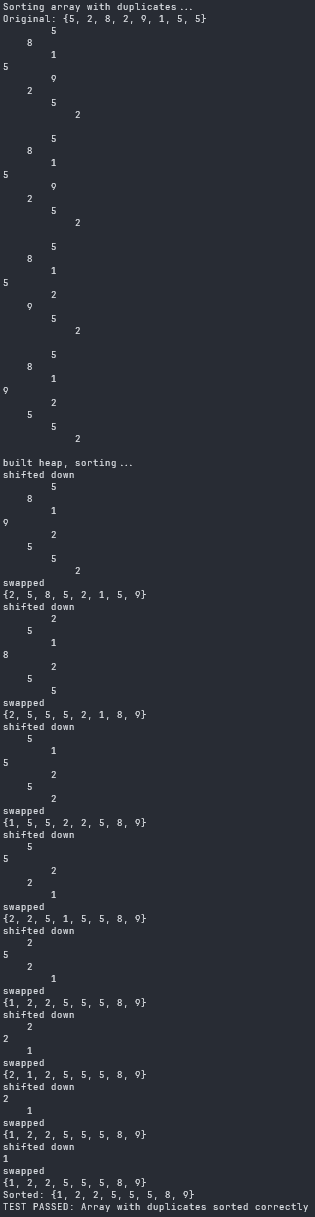 Sorting array with duplicates...
Original: {5, 2, 8, 2, 9, 1, 5, 5}
        5
    8
        1
5
        9
    2
        5
            2

        5
    8
        1
5
        9
    2
        5
            2

        5
    8
        1
5
        2
    9
        5
            2

        5
    8
        1
9
        2
    5
        5
            2

built heap, sorting...
shifted down
        5
    8
        1
9
        2
    5
        5
            2
swapped
{2, 5, 8, 5, 2, 1, 5, 9}
shifted down
        2
    5
        1
8
        2
    5
        5
swapped
{2, 5, 5, 5, 2, 1, 8, 9}
shifted down
    5
        1
5
        2
    5
        2
swapped
{1, 5, 5, 2, 2, 5, 8, 9}
shifted down
    5
5
        2
    2
        1
swapped
{2, 2, 5, 1, 5, 5, 8, 9}
shifted down
    2
5
    2
        1
swapped
{1, 2, 2, 5, 5, 5, 8, 9}
shifted down
    2
2
    1
swapped
{2, 1, 2, 5, 5, 5, 8, 9}
shifted down
2
    1
swapped
{1, 2, 2, 5, 5, 5, 8, 9}
shifted down
1
swapped
{1, 2, 2, 5, 5, 5, 8, 9}
Sorted: {1, 2, 2, 5, 5, 5, 8, 9}
TEST PASSED: Array with duplicates sorted correctly